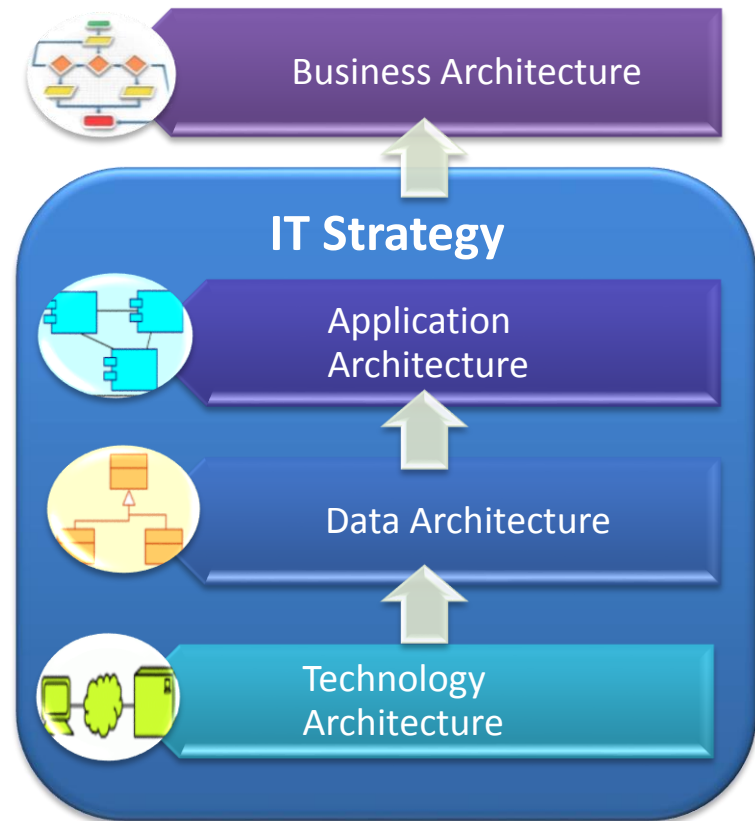 Business Architecture
IT Strategy
Application
Architecture
Data Architecture
Technology
Architecture